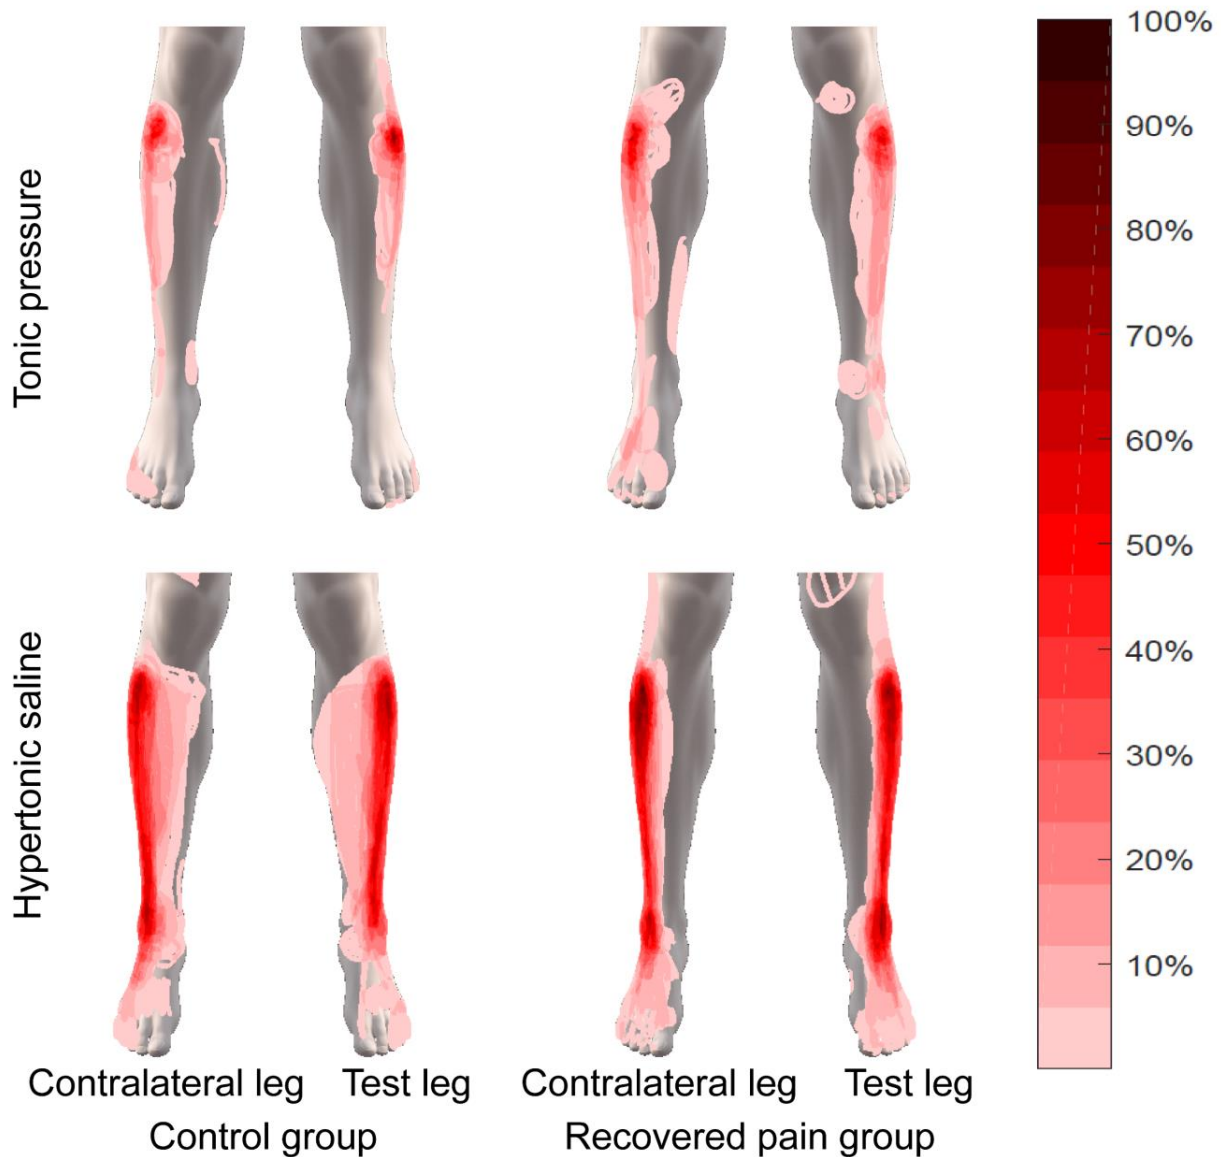 Tonic pressure
Hypertonic saline
100%
90%
80%
70%
60%
50%
40%
30%
20%
10%
Contralateral leg Test leg Contralateral leg Test leg
Control group Recovered pain group